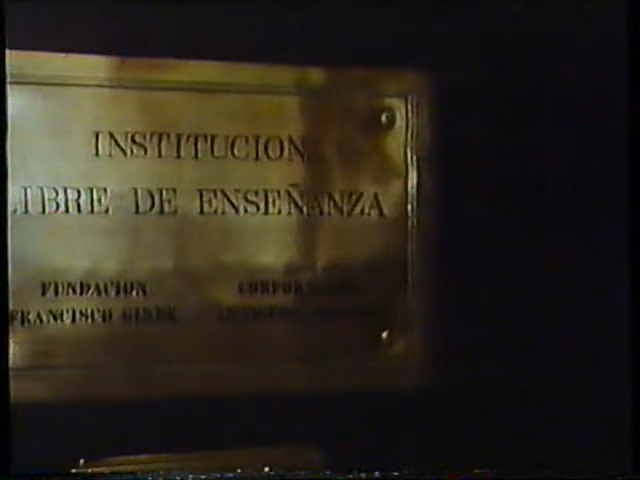 INSTITUCION
LIBRE DE ENSEÑANZA
FUNDACION
FRANCISCO GINER